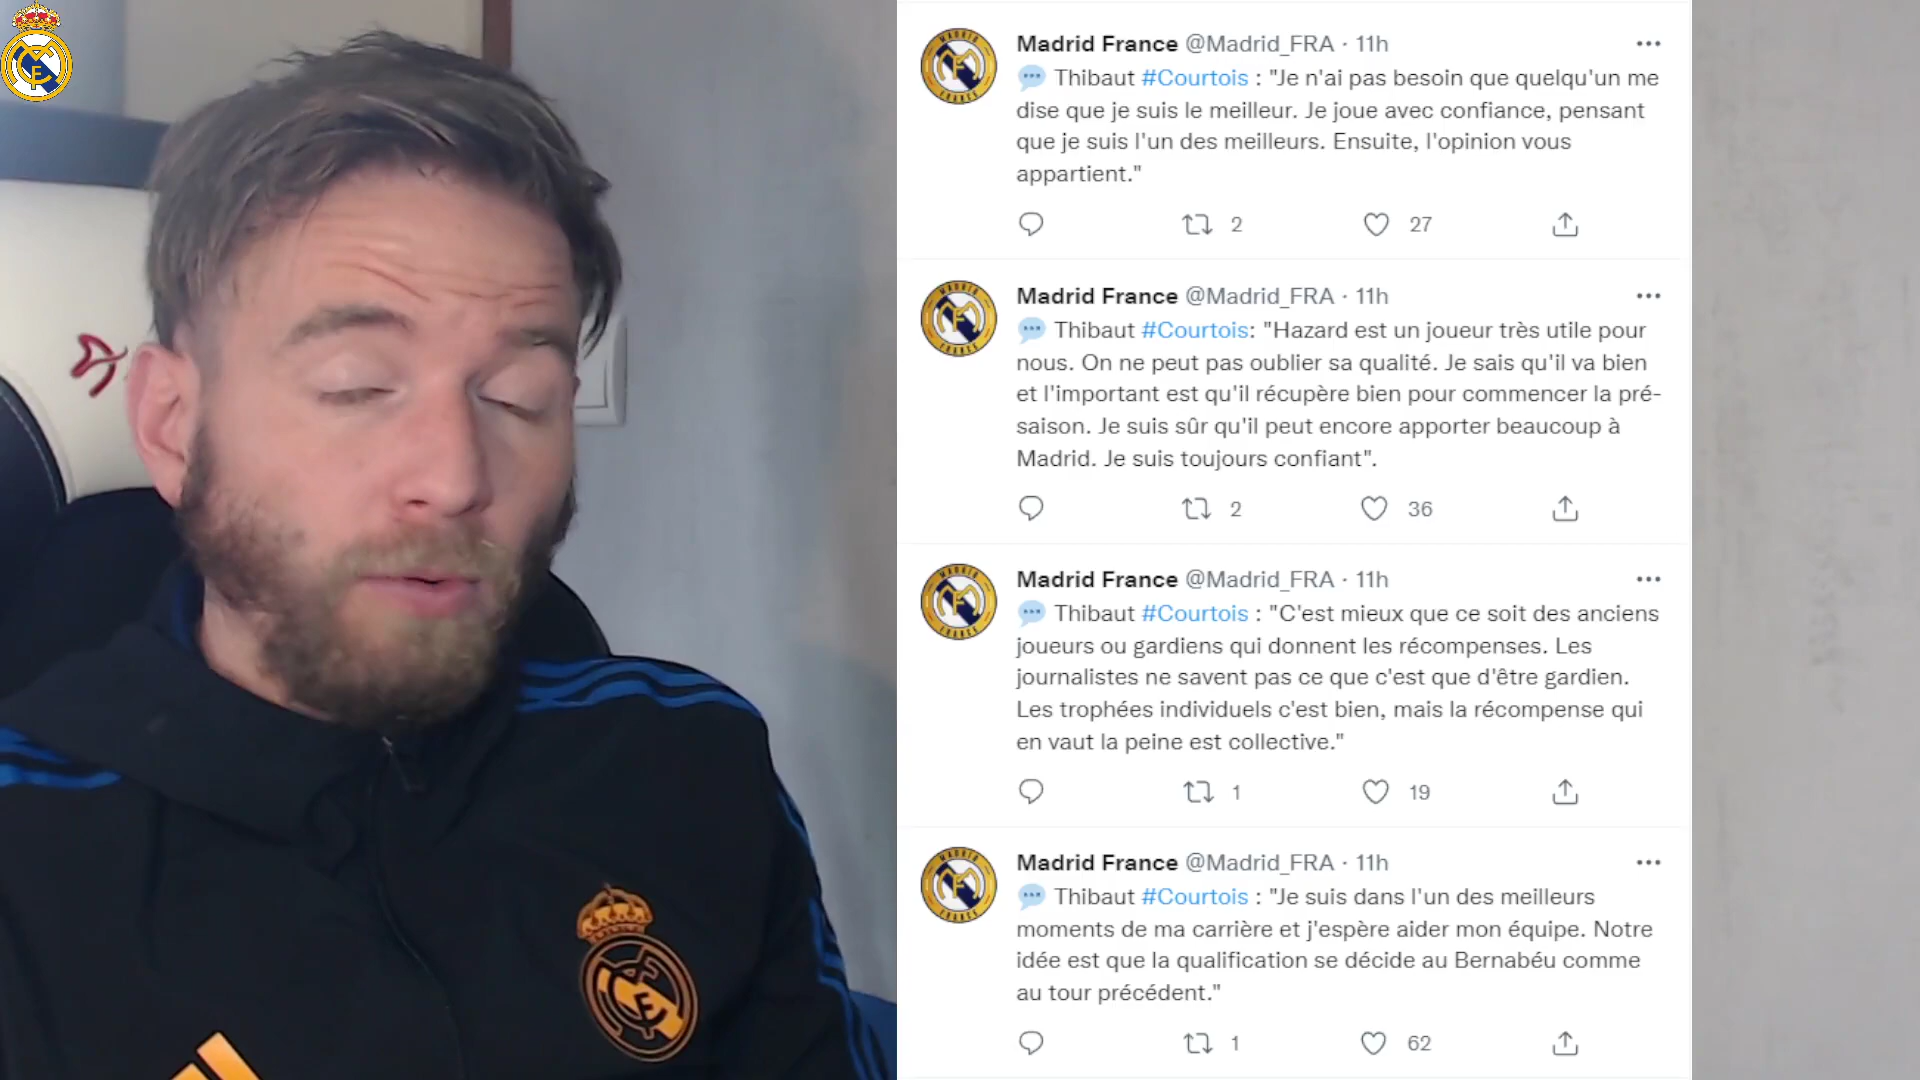 Madrid France @Madrid_FRA · 11h
💬 Thibaut #Courtois : "Je n'ai pas besoin que quelqu'un me
dise que je suis le meilleur. Je joue avec confiance, pensant
que je suis l'un des meilleurs. Ensuite, l'opinion vous
appartient."
2 27
Madrid France @Madrid_FRA · 11h
💬 Thibaut #Courtois: "Hazard est un joueur très utile pour
nous. On ne peut pas oublier sa qualité. Je sais qu'il va bien
et l'important est qu'il récupère bien pour commencer la pré-
saison. Je suis sûr qu'il peut encore apporter beaucoup à
Madrid. Je suis toujours confiant".
2 36
Madrid France @Madrid_FRA · 11h
💬 Thibaut #Courtois : "C'est mieux que ce soit des anciens
joueurs ou gardiens qui donnent les récompenses. Les
journalistes ne savent pas ce que c'est que d'être gardien.
Les trophées individuels c'est bien, mais la récompense qui
en vaut la peine est collective."
1 19
Madrid France @Madrid_FRA · 11h
💬 Thibaut #Courtois : "Je suis dans l'un des meilleurs
moments de ma carrière et j'espère aider mon équipe. Notre
idée est que la qualification se décide au Bernabéu comme
au tour précédent."
1 62